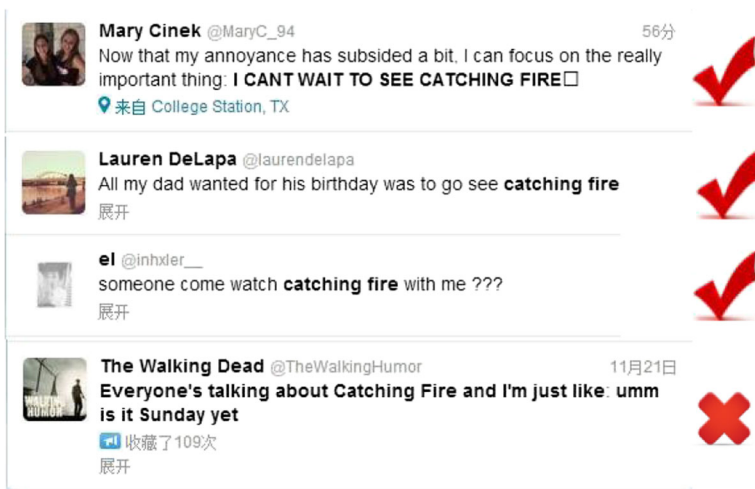 Mary Cinek @MaryC_94 56分
Now that my annoyance has subsided a bit, I can focus on the really
important thing: I CANT WAIT TO SEE CATCHING FIRE□
来自 College Station, TX
Lauren DeLapa @laurendelapa
All my dad wanted for his birthday was to go see catching fire
展开
el @inhxler__
someone come watch catching fire with me ???
展开
The Walking Dead @TheWalkingHumor 11月21日
Everyone's talking about Catching Fire and I'm just like: umm
is it Sunday yet
WALKING
HUMOR
收藏了109次
展开